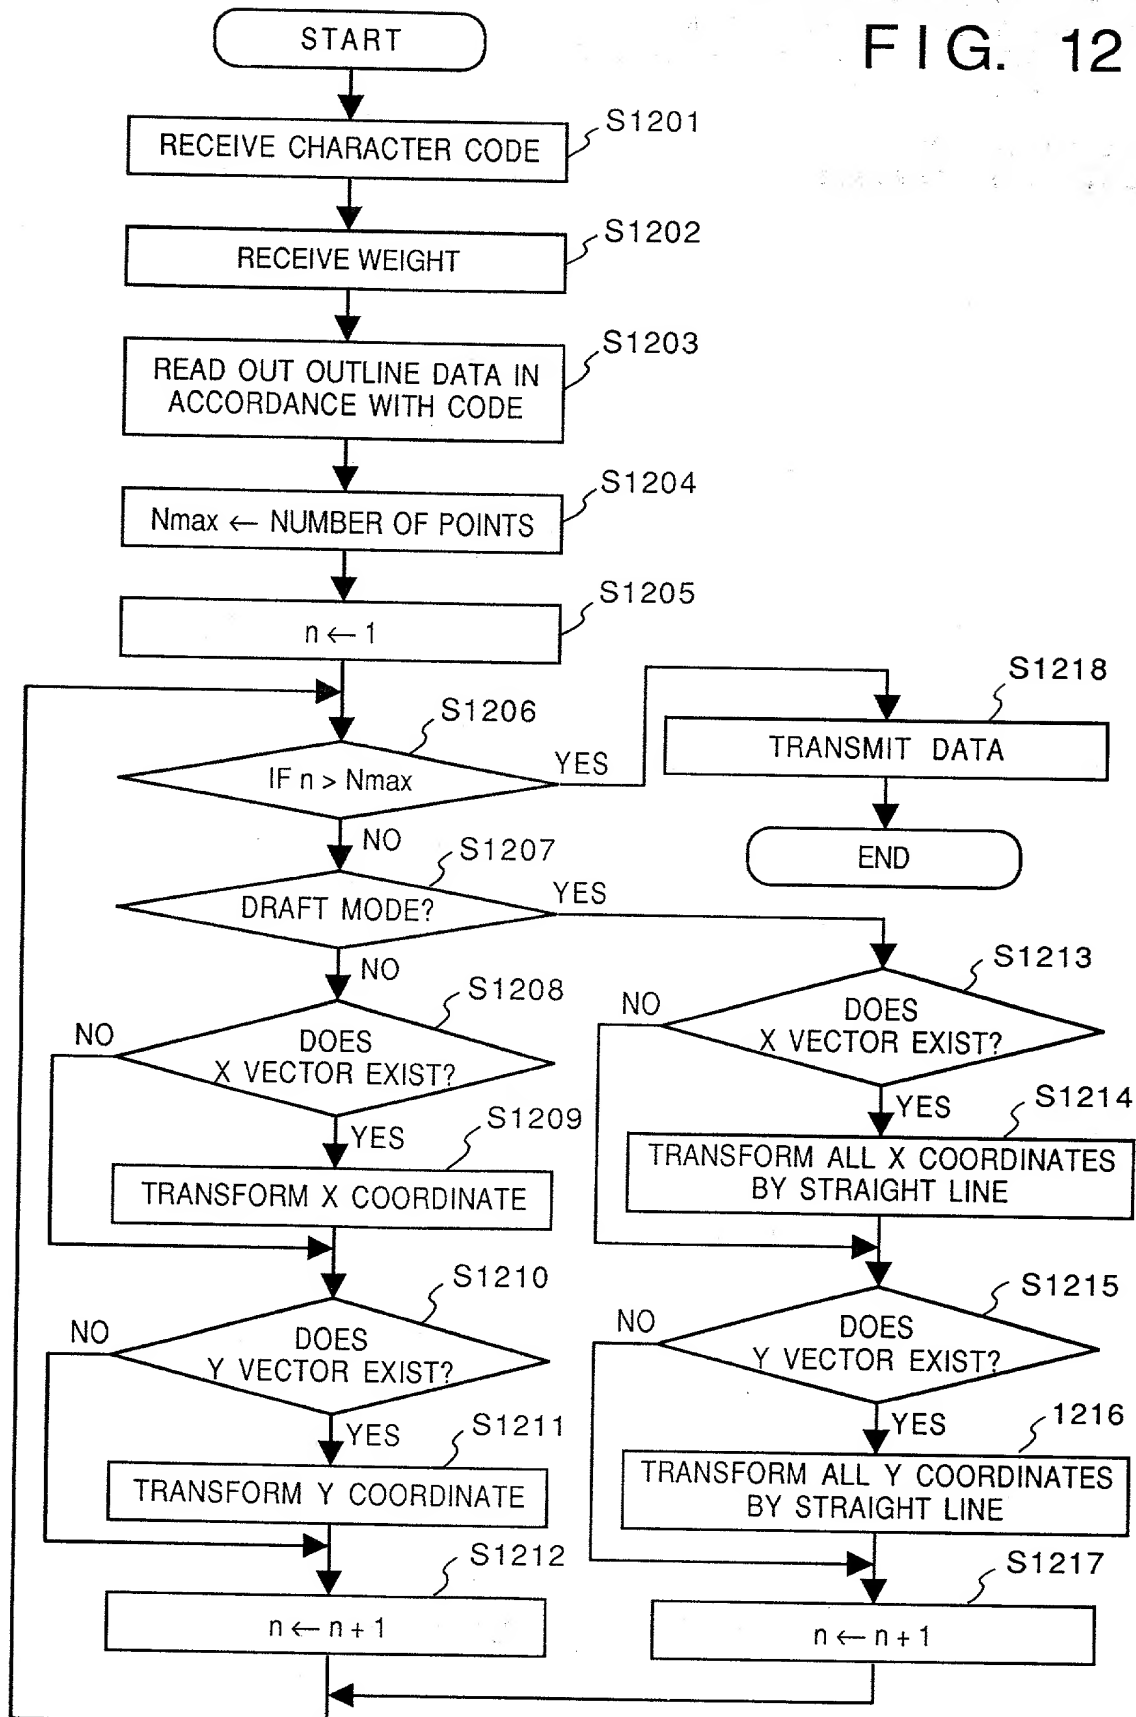 FIG. 12
START
S1201
RECEIVE CHARACTER CODE
S1202
RECEIVE WEIGHT
S1203
READ OUT OUTLINE DATA IN
ACCORDANCE WITH CODE
S1204
Nmax ← NUMBER OF POINTS
S1205
n ← 1
S1206
IF n > Nmax
YES
NO
S1218
TRANSMIT DATA
END
S1207
DRAFT MODE?
YES
NO
S1208
DOES
X VECTOR EXIST?
NO
YES
S1209
TRANSFORM X COORDINATE
S1210
DOES
Y VECTOR EXIST?
NO
YES
S1211
TRANSFORM Y COORDINATE
S1212
n ← n + 1
S1213
DOES
X VECTOR EXIST?
NO
YES
S1214
TRANSFORM ALL X COORDINATES
BY STRAIGHT LINE
S1215
DOES
Y VECTOR EXIST?
NO
YES
1216
TRANSFORM ALL Y COORDINATES
BY STRAIGHT LINE
S1217
n ← n + 1